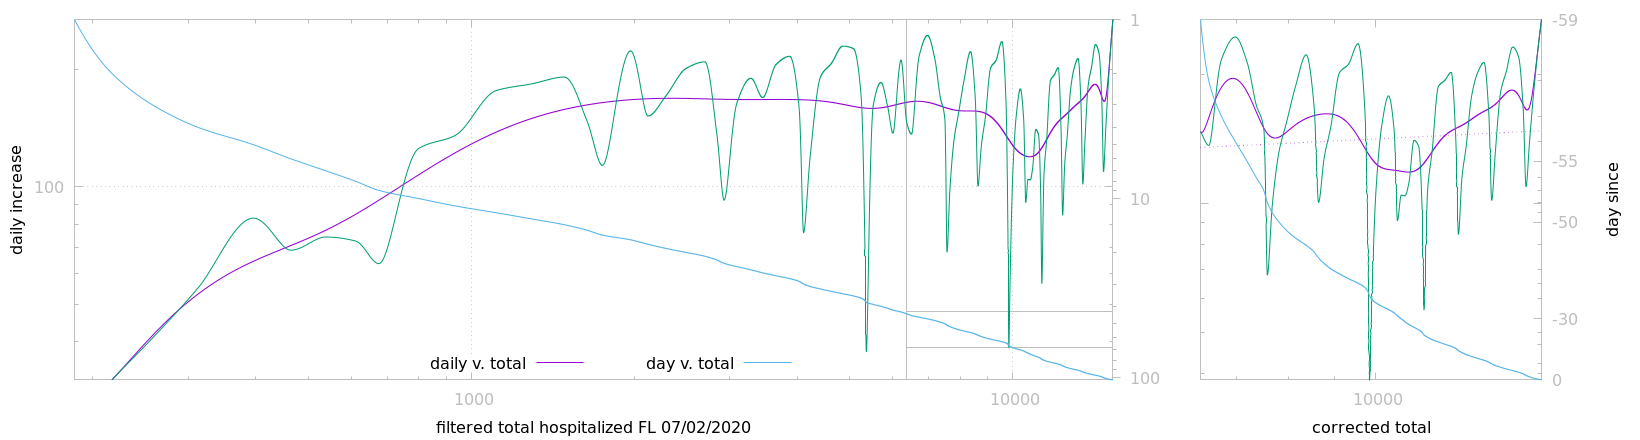 1
-59
daily increase
100
10
100
-55
-50
-30
0
day since
daily v. total
day v. total
1000
10000
10000
filtered total hospitalized FL 07/02/2020
corrected total